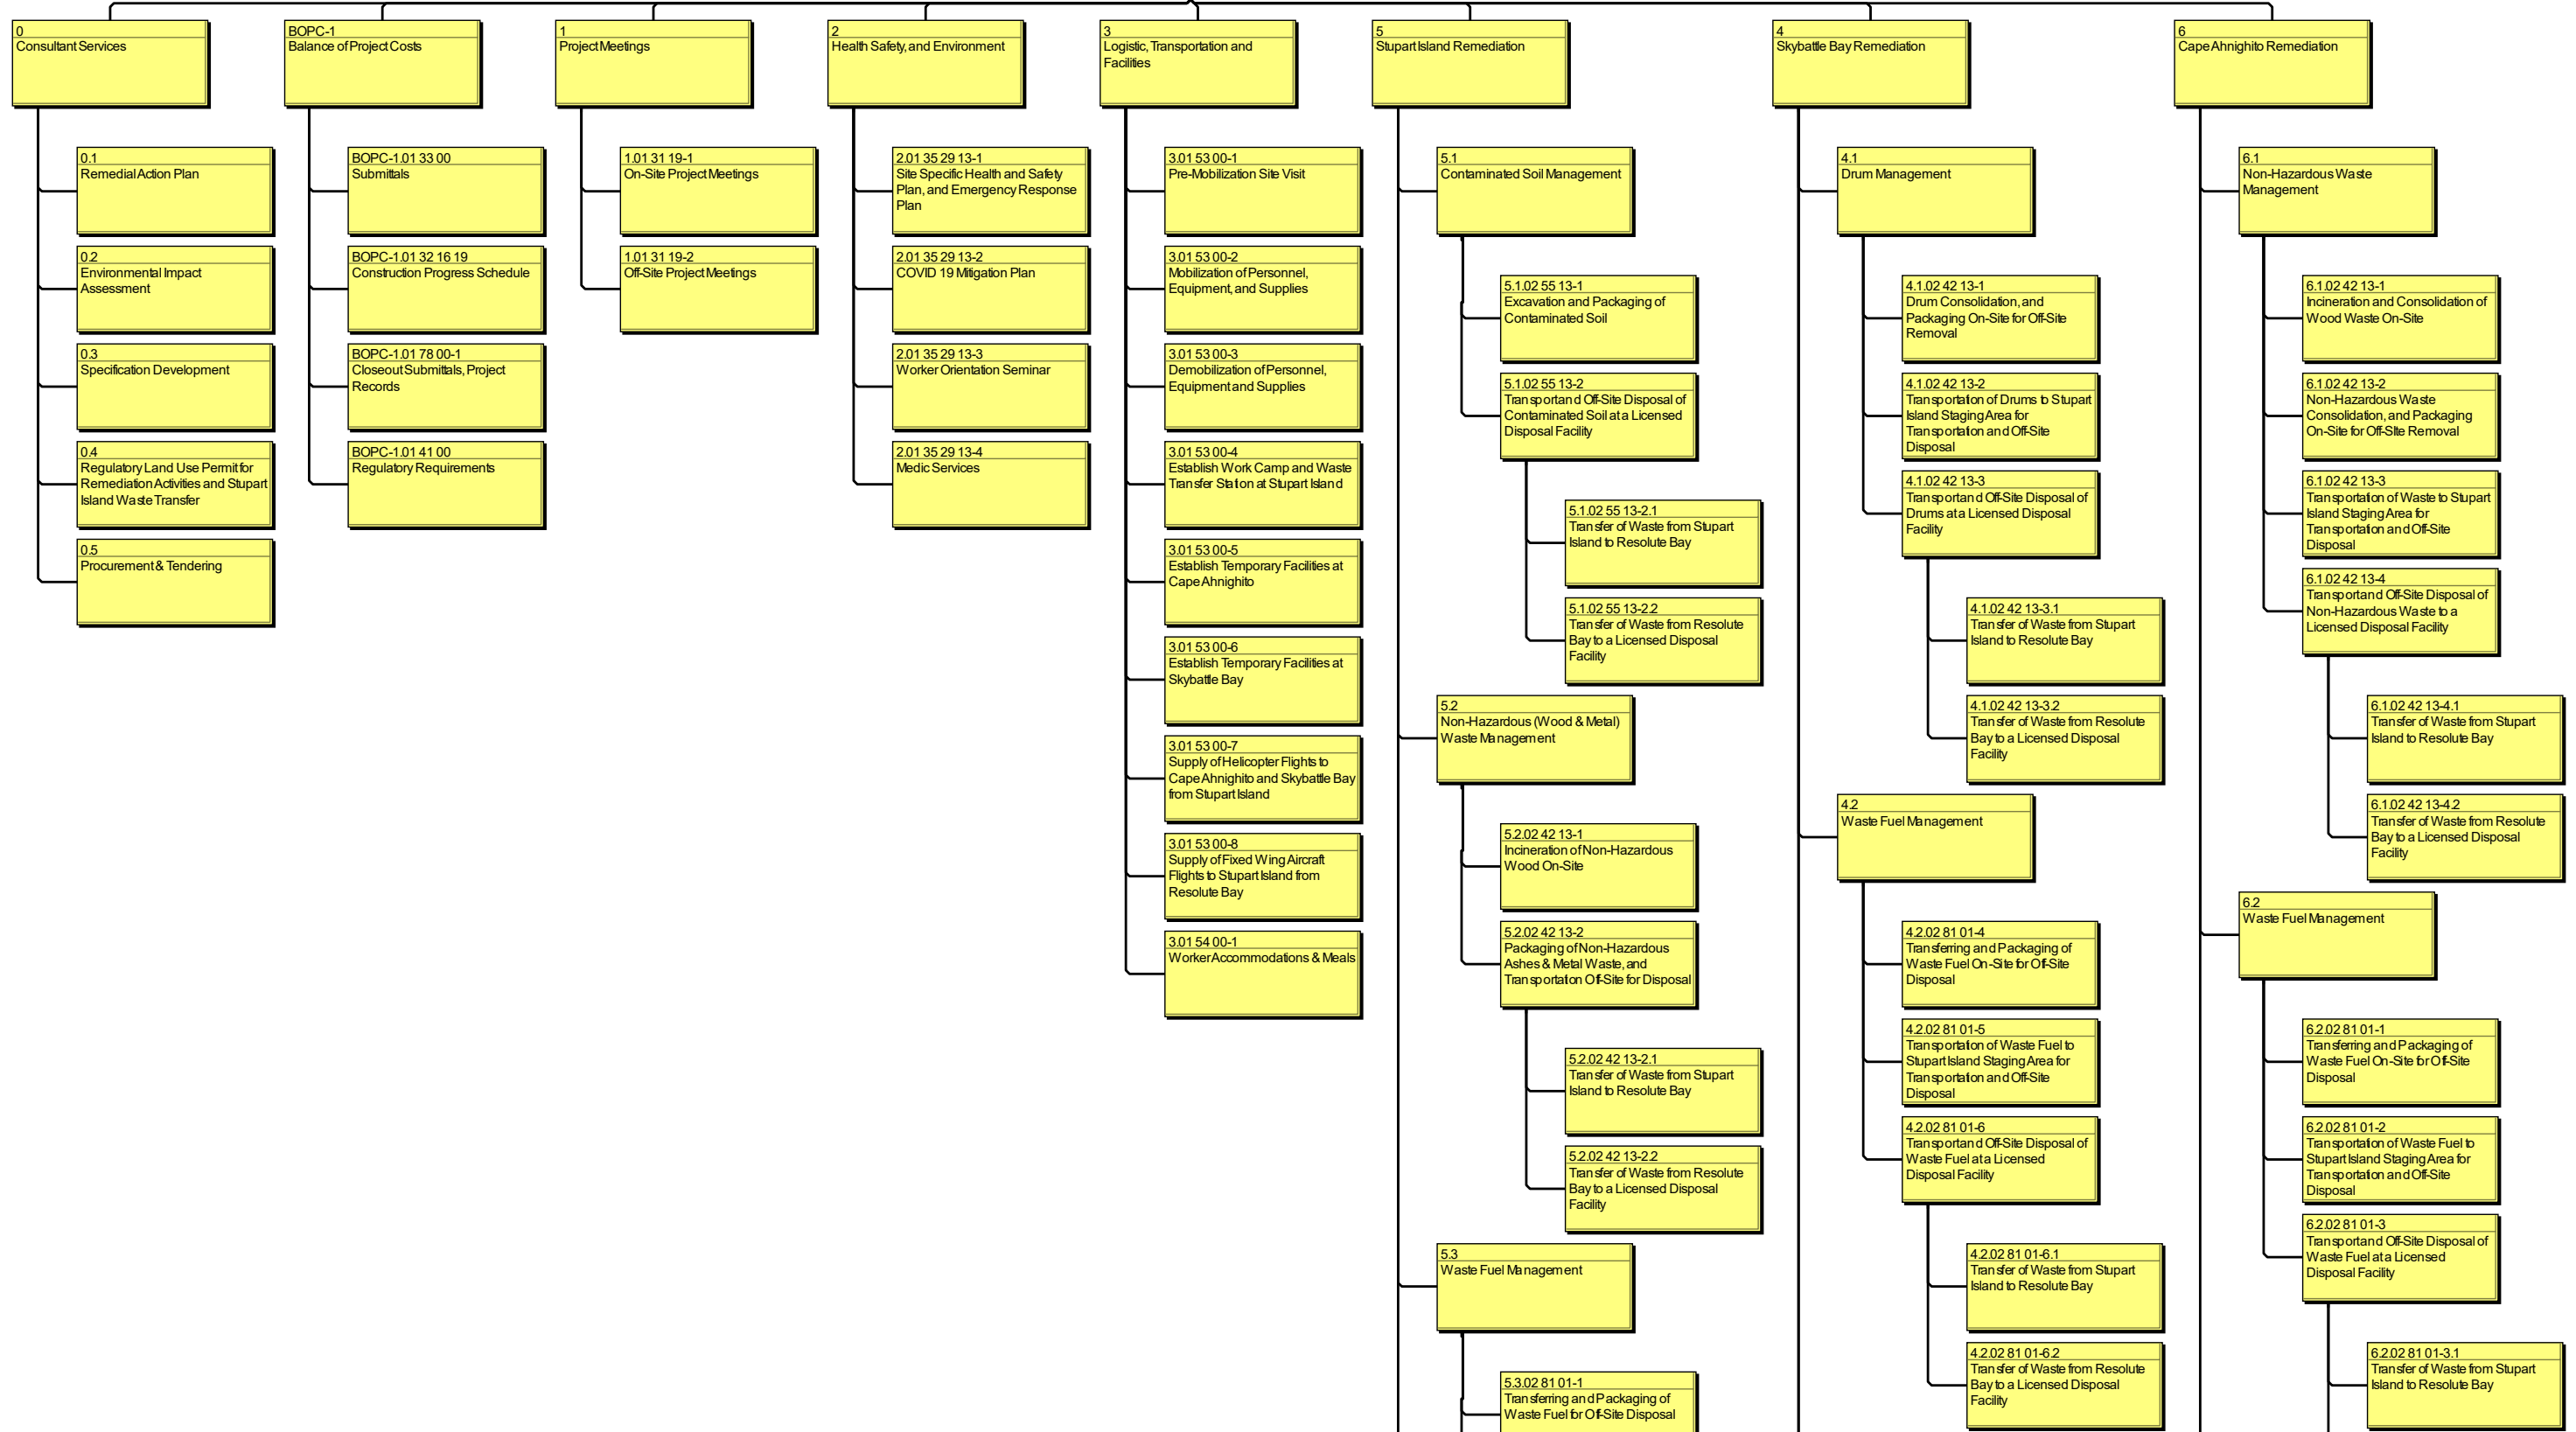 0
Consultant Services
0.1
Remedial Action Plan
0.2
Environmental Impact
Assessment
0.3
Specification Development
0.4
Regulatory Land Use Permit for
Remediation Activities and Stupart
Island Waste Transfer
0.5
Procurement & Tendering
BOPC-1
Balance of Project Costs
BOPC-1.01 33 00
Submittals
BOPC-1.01 32 16 19
Construction Progress Schedule
BOPC-1.01 78 00-1
Closeout Submittals, Project
Records
BOPC-1.01 41 00
Regulatory Requirements
1
Project Meetings
1.01 31 19-1
On-Site Project Meetings
1.01 31 19-2
Off-Site Project Meetings
2
Health Safety, and Environment
2.01 35 29 13-1
Site Specific Health and Safety
Plan, and Emergency Response
Plan
2.01 35 29 13-2
COVID 19 Mitigation Plan
2.01 35 29 13-3
Worker Orientation Seminar
2.01 35 29 13-4
Medic Services
3
Logistic, Transportation and
Facilities
3.01 53 00-1
Pre-Mobilization Site Visit
3.01 53 00-2
Mobilization of Personnel,
Equipment, and Supplies
3.01 53 00-3
Demobilization of Personnel,
Equipment and Supplies
3.01 53 00-4
Establish Work Camp and Waste
Transfer Station at Stupart Island
3.01 53 00-5
Establish Temporary Facilities at
Cape Ahnighito
3.01 53 00-6
Establish Temporary Facilities at
Skybattle Bay
3.01 53 00-7
Supply of Helicopter Flights to
Cape Ahnighito and Skybattle Bay
from Stupart Island
3.01 53 00-8
Supply of Fixed Wing Aircraft
Flights to Stupart Island from
Resolute Bay
3.01 54 00-1
Worker Accommodations & Meals
5
Stupart Island Remediation
5.1
Contaminated Soil Management
5.1.02 55 13-1
Excavation and Packaging of
Contaminated Soil
5.1.02 55 13-2
Transport and Off-Site Disposal of
Contaminated Soil at a Licensed
Disposal Facility
5.1.02 55 13-2.1
Transfer of Waste from Stupart
Island to Resolute Bay
5.1.02 55 13-2.2
Transfer of Waste from Resolute
Bay to a Licensed Disposal
Facility
5.2
Non-Hazardous (Wood & Metal)
Waste Management
5.2.02 42 13-1
Incineration of Non-Hazardous
Wood On-Site
5.2.02 42 13-2
Packaging of Non-Hazardous
Ashes & Metal Waste, and
Transportation Off-Site for Disposal
5.2.02 42 13-2.1
Transfer of Waste from Stupart
Island to Resolute Bay
5.2.02 42 13-2.2
Transfer of Waste from Resolute
Bay to a Licensed Disposal
Facility
5.3
Waste Fuel Management
5.3.02 81 01-1
Transferring and Packaging of
Waste Fuel for Off-Site Disposal
4
Skybattle Bay Remediation
4.1
Drum Management
4.1.02 42 13-1
Drum Consolidation, and
Packaging On-Site for Off-Site
Removal
4.1.02 42 13-2
Transportation of Drums to Stupart
Island Staging Area for
Transportation and Off-Site
Disposal
4.1.02 42 13-3
Transport and Off-Site Disposal of
Drums at a Licensed Disposal
Facility
4.1.02 42 13-3.1
Transfer of Waste from Stupart
Island to Resolute Bay
4.1.02 42 13-3.2
Transfer of Waste from Resolute
Bay to a Licensed Disposal
Facility
4.2
Waste Fuel Management
4.2.02 81 01-4
Transferring and Packaging of
Waste Fuel On-Site for Off-Site
Disposal
4.2.02 81 01-5
Transportation of Waste Fuel to
Stupart Island Staging Area for
Transportation and Off-Site
Disposal
4.2.02 81 01-6
Transport and Off-Site Disposal of
Waste Fuel at a Licensed
Disposal Facility
4.2.02 81 01-6.1
Transfer of Waste from Stupart
Island to Resolute Bay
4.2.02 81 01-6.2
Transfer of Waste from Resolute
Bay to a Licensed Disposal
Facility
6
Cape Ahnighito Remediation
6.1
Non-Hazardous Waste
Management
6.1.02 42 13-1
Incineration and Consolidation of
Wood Waste On-Site
6.1.02 42 13-2
Non-Hazardous Waste
Consolidation, and Packaging
On-Site for Off-SIte Removal
6.1.02 42 13-3
Transportation of Waste to Stupart
Island Staging Area for
Transportation and Off-Site
Disposal
6.1.02 42 13-4
Transport and Off-Site Disposal of
Non-Hazardous Waste to a
Licensed Disposal Facility
6.1.02 42 13-4.1
Transfer of Waste from Stupart
Island to Resolute Bay
6.1.02 42 13-4.2
Transfer of Waste from Resolute
Bay to a Licensed Disposal
Facility
6.2
Waste Fuel Management
6.2.02 81 01-1
Transferring and Packaging of
Waste Fuel On-Site for Off-Site
Disposal
6.2.02 81 01-2
Transportation of Waste Fuel to
Stupart Island Staging Area for
Transportation and Off-Site
Disposal
6.2.02 81 01-3
Transport and Off-Site Disposal of
Waste Fuel at a Licensed
Disposal Facility
6.2.02 81 01-3.1
Transfer of Waste from Stupart
Island to Resolute Bay